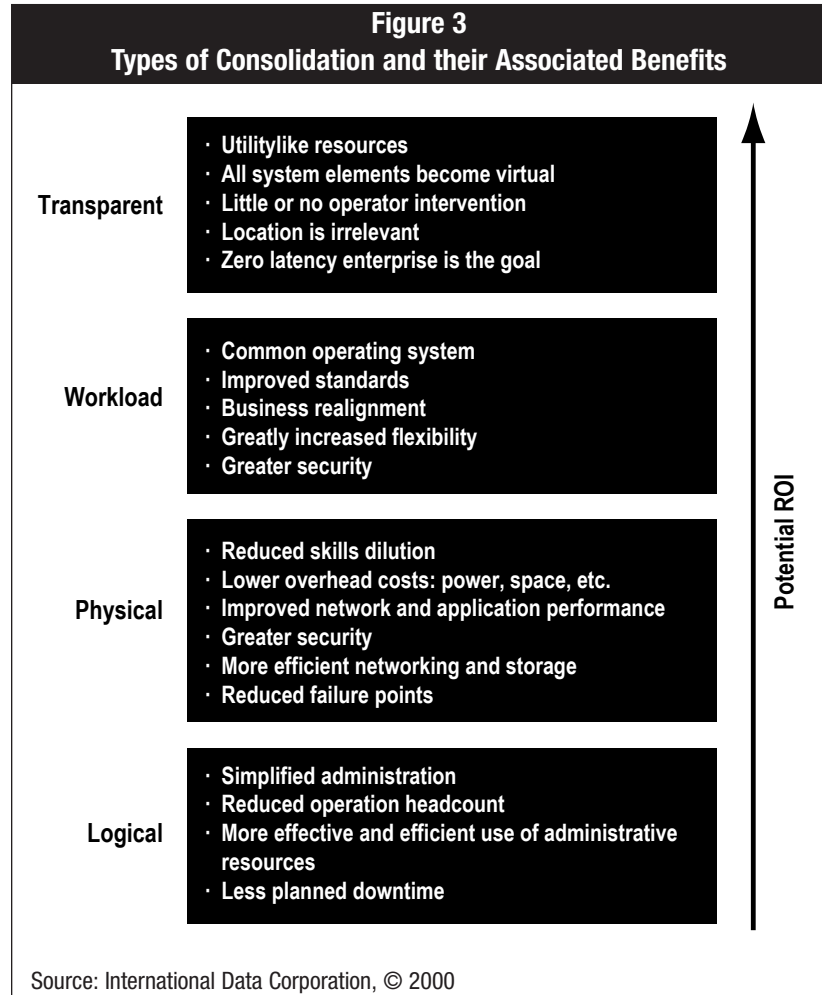 Figure 3
Types of Consolidation and their Associated Benefits
Transparent
· Utilitylike resources
· All system elements become virtual
· Little or no operator intervention
· Location is irrelevant
· Zero latency enterprise is the goal
Workload
· Common operating system
· Improved standards
· Business realignment
· Greatly increased flexibility
· Greater security
Physical
· Reduced skills dilution
· Lower overhead costs: power, space, etc.
· Improved network and application performance
· Greater security
· More efficient networking and storage
· Reduced failure points
Logical
· Simplified administration
· Reduced operation headcount
· More effective and efficient use of administrative
resources
· Less planned downtime
Potential ROI
Source: International Data Corporation, © 2000